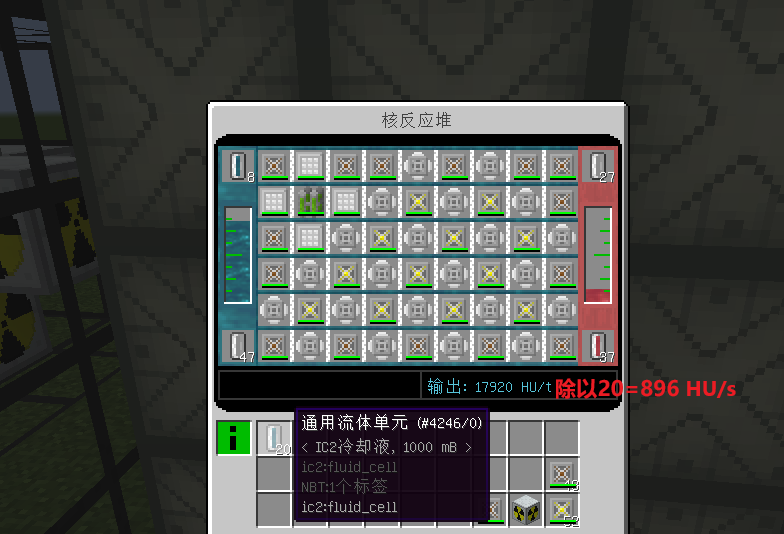 核反应堆
8
27
47
37
输出: 17920 HU/t 除以20=896 HU/s
20
通用流体单元 (#4246/0)
< IC2冷却液, 1000 mB >
ic2:fluid_cell
NBT:1个标签
ic2:fluid_cell
52